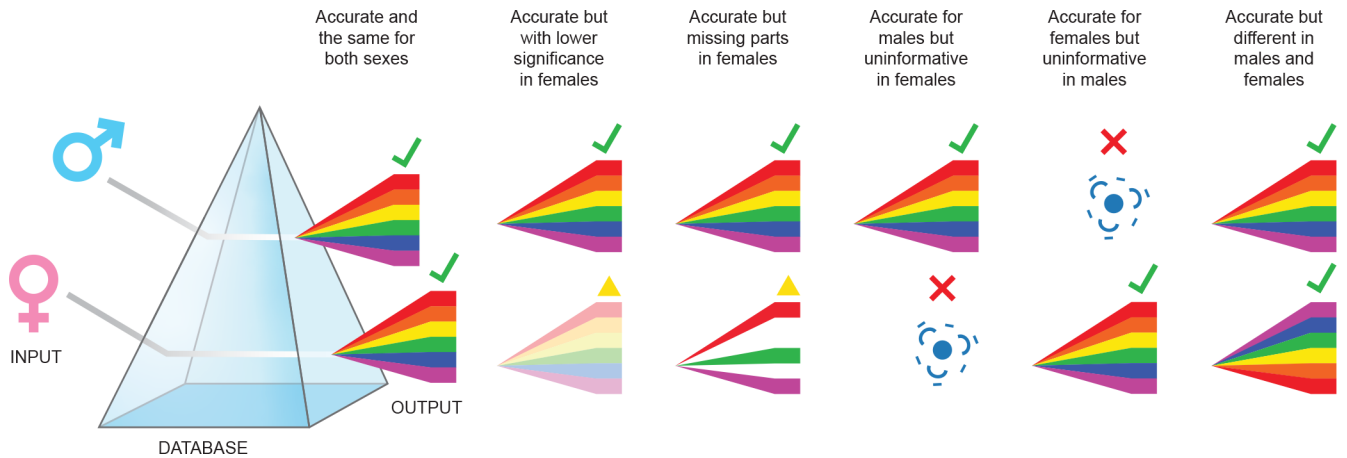 Accurate and
the same for
both sexes
Accurate but
with lower
significance
in females
Accurate but
missing parts
in females
Accurate for
males but
uninformative
in females
Accurate for
females but
uninformative
in males
Accurate but
different in
males and
females
INPUT
OUTPUT
DATABASE